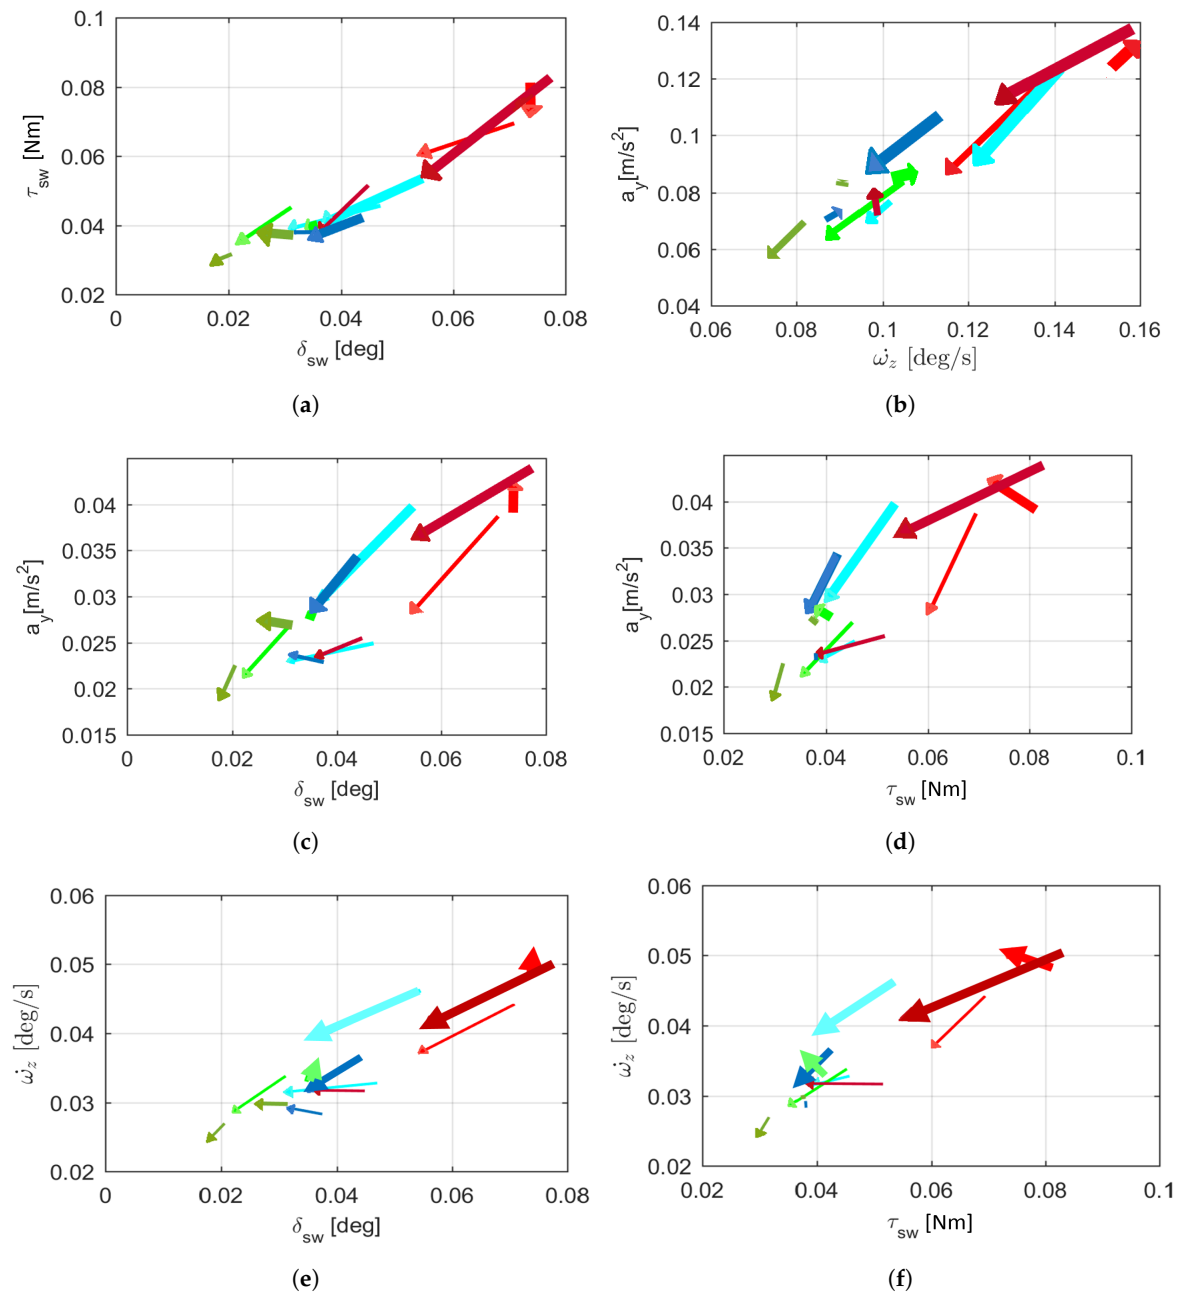 0.1
0.08
0.06
0.04
0.02
τsw [Nm]
0 0.02 0.04 0.06 0.08
δsw [deg]
(a)
0.14
0.12
0.1
0.08
0.06
0.04
ay[m/s²]
0.06 0.08 0.1 0.12 0.14 0.16
ω̇z [deg/s]
(b)
0.04
0.035
0.03
0.025
0.02
0.015
ay[m/s²]
0 0.02 0.04 0.06 0.08
δsw [deg]
(c)
0.04
0.035
0.03
0.025
0.02
0.015
ay[m/s²]
0.02 0.04 0.06 0.08 0.1
τsw [Nm]
(d)
0.06
0.05
0.04
0.03
0.02
ω̇z [deg/s]
0 0.02 0.04 0.06 0.08
δsw [deg]
(e)
0.06
0.05
0.04
0.03
0.02
ω̇z [deg/s]
0.02 0.04 0.06 0.08 0.1
τsw [Nm]
(f)